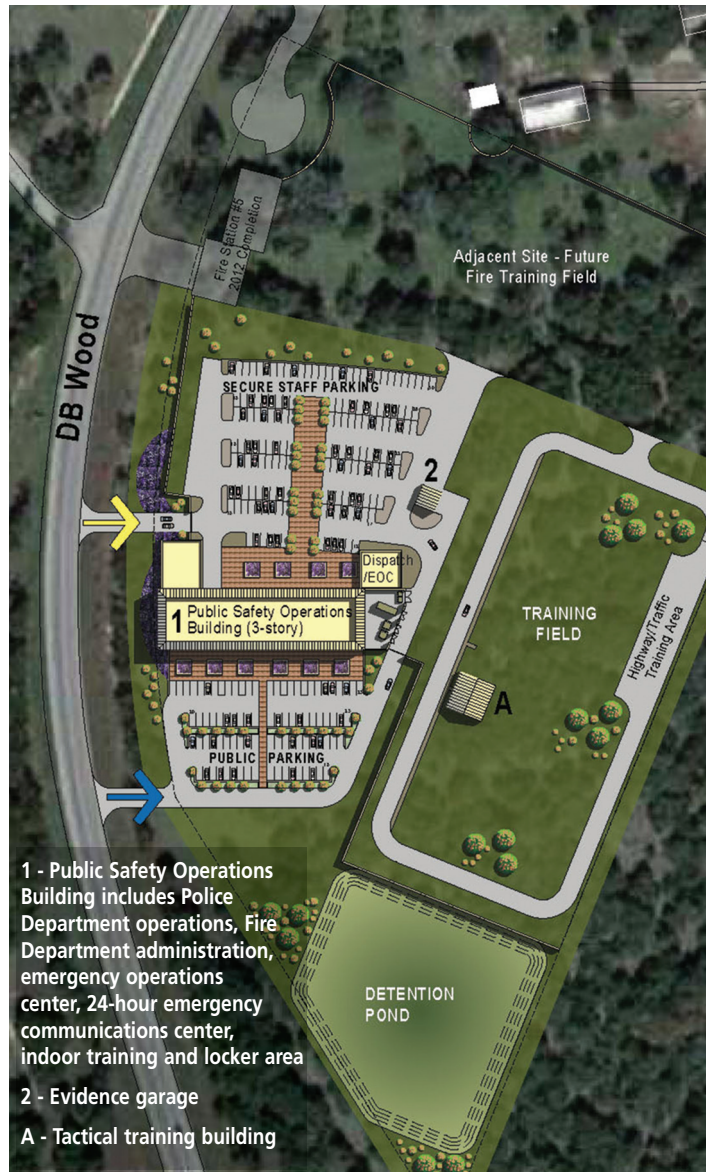 Fire Station #5
2012 Completion
Adjacent Site - Future
Fire Training Field
DB Wood
SECURE STAFF PARKING
2
Dispatch
/EOC
1 Public Safety Operations
Building (3-story)
TRAINING
FIELD
Highway/Traffic
Training Area
A
PUBLIC PARKING
1 - Public Safety Operations
Building includes Police
Department operations, Fire
Department administration,
emergency operations
center, 24-hour emergency
communications center,
indoor training and locker area
2 - Evidence garage
A - Tactical training building
DETENTION
POND